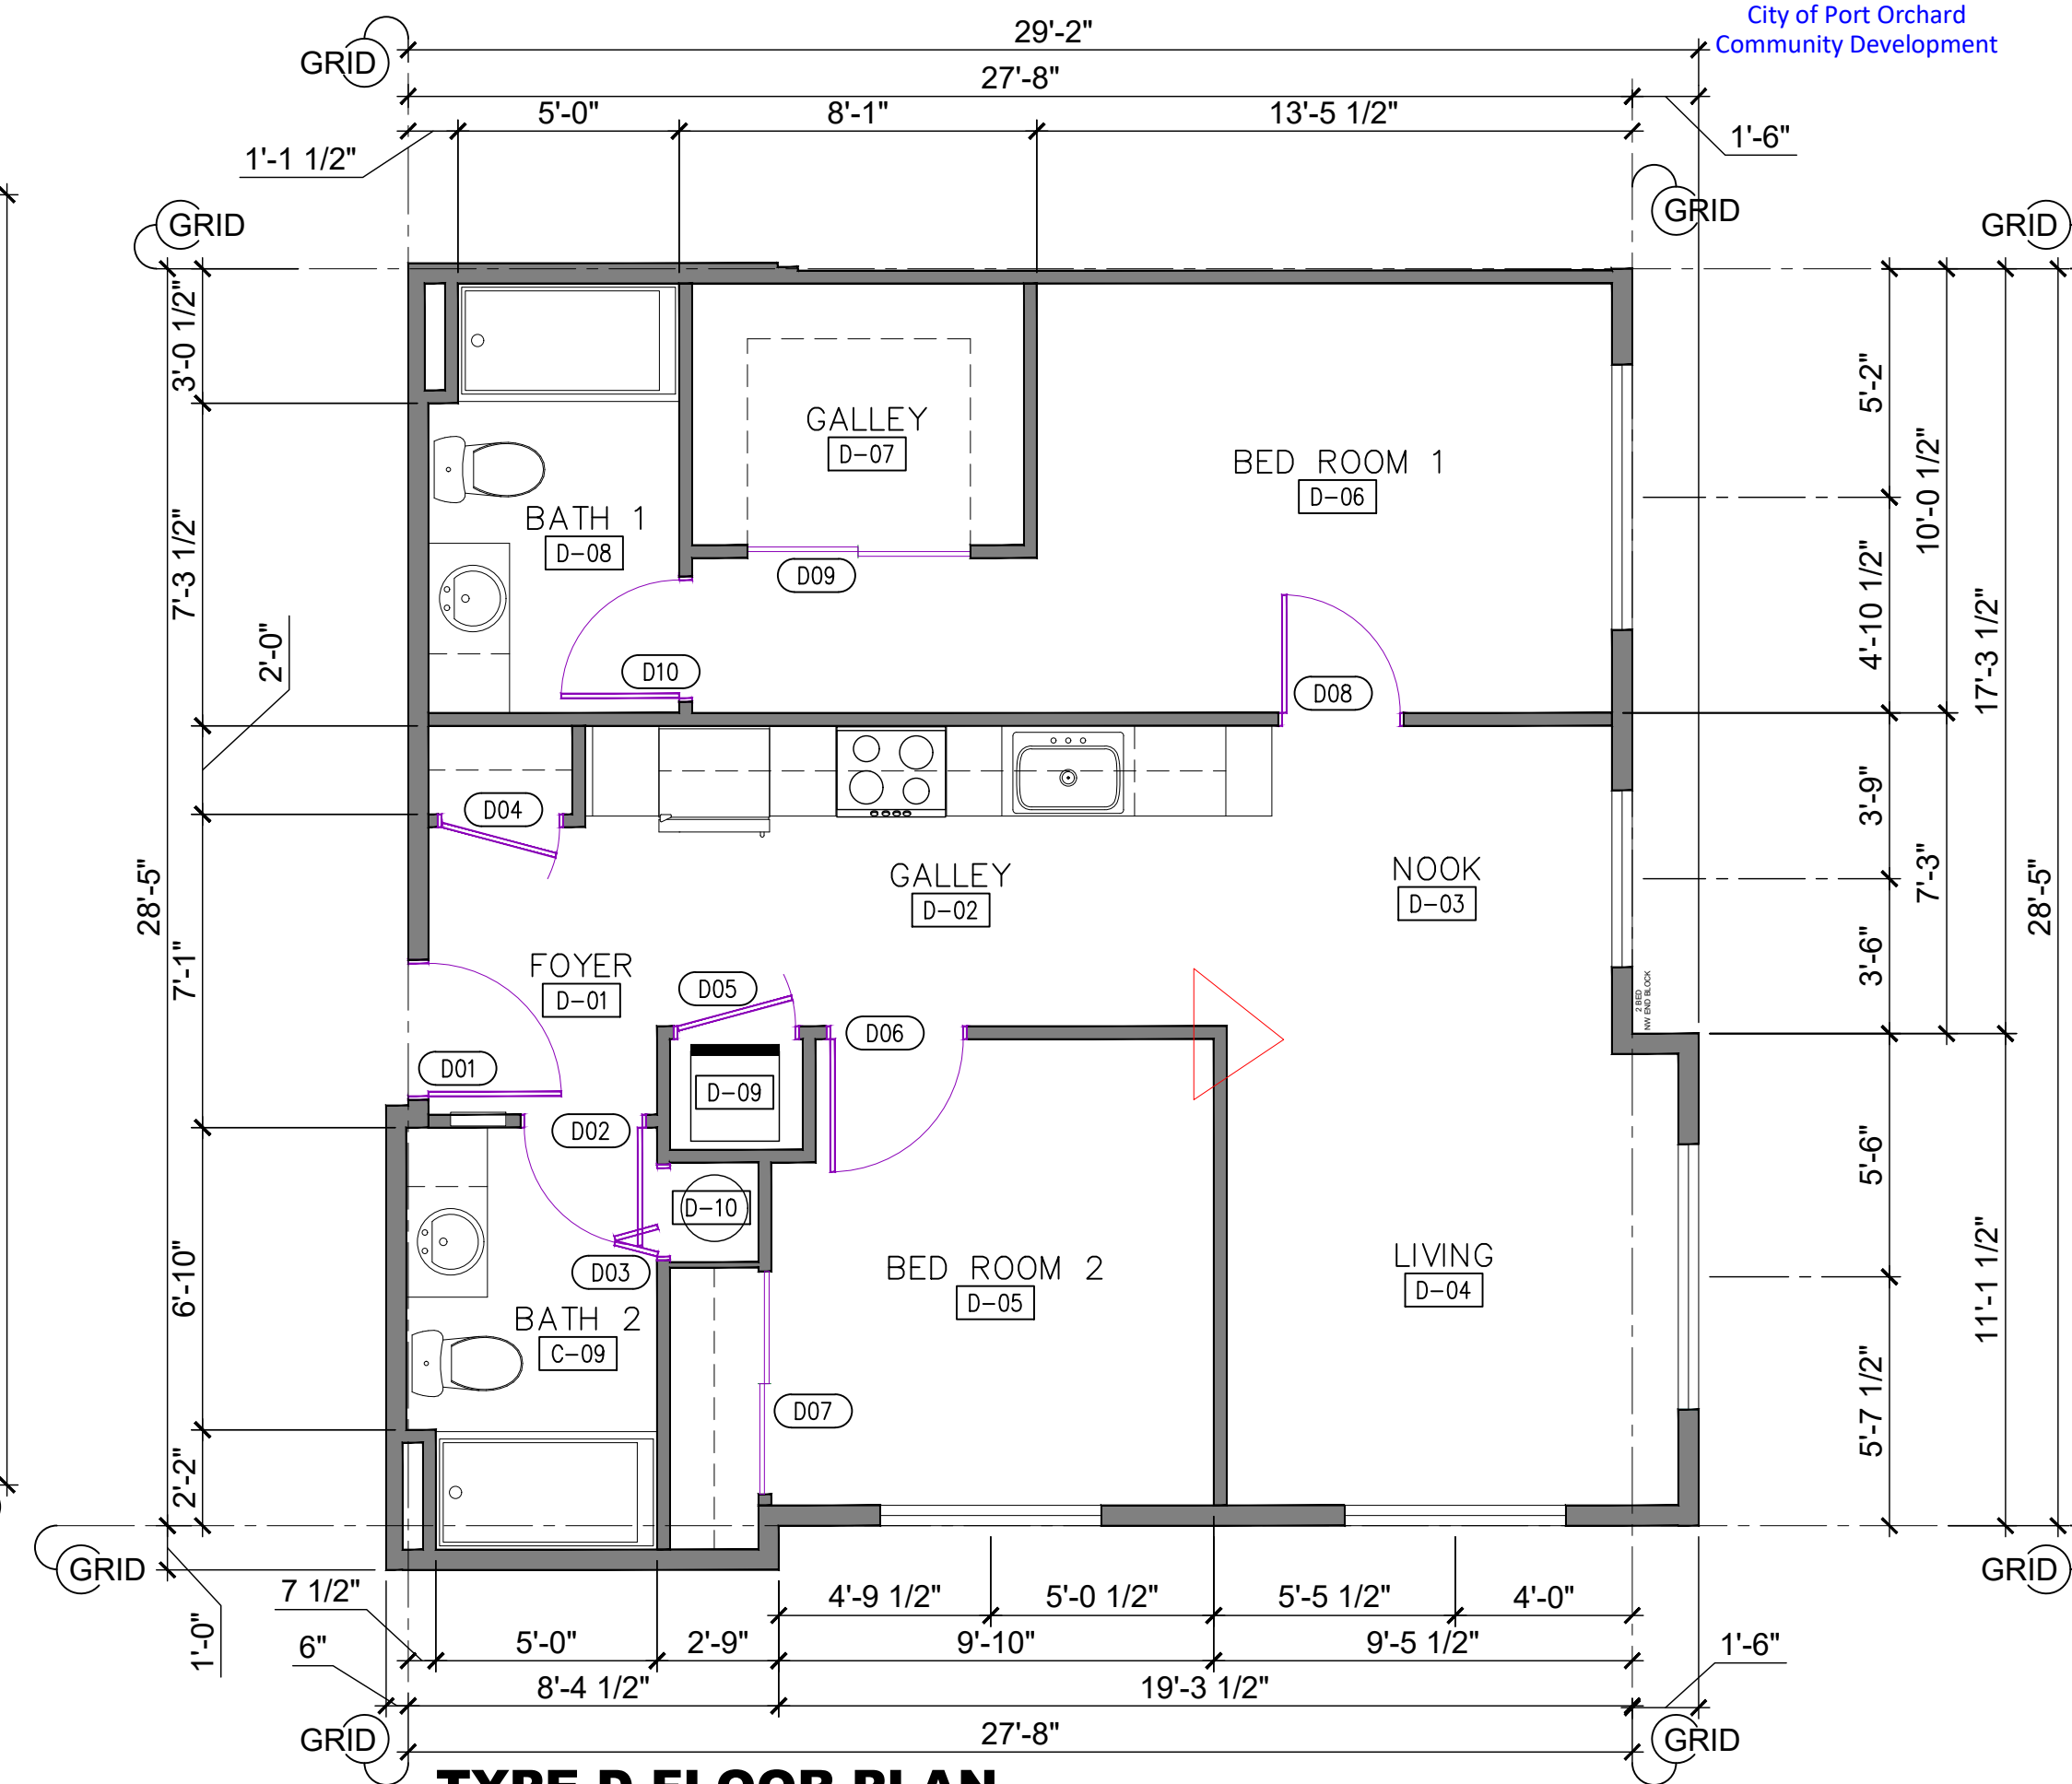 City of Port Orchard
Community Development
29'-2"
GRID
27'-8"
5'-0"
8'-1"
13'-5 1/2"
1'-1 1/2"
1'-6"
GRID
GRID
GRID
3'-0 1/2"
7'-3 1/2"
2'-0"
28'-5"
7'-1"
6'-10"
2'-2"
1'-0"
GALLEY
D-07
BED ROOM 1
D-06
BATH 1
D-08
D09
D10
D08
D04
GALLEY
D-02
NOOK
D-03
FOYER
D-01
D05
D06
D01
D-09
D02
D-10
D03
BED ROOM 2
D-05
LIVING
D-04
BATH 2
C-09
D07
2 BED
NW END BLOCK
5'-2"
4'-10 1/2"
10'-0 1/2"
3'-9"
3'-6"
7'-3"
17'-3 1/2"
28'-5"
5'-6"
5'-7 1/2"
11'-1 1/2"
GRID
GRID
7 1/2"
4'-9 1/2"
5'-0 1/2"
5'-5 1/2"
4'-0"
6"
5'-0"
2'-9"
9'-10"
9'-5 1/2"
1'-6"
8'-4 1/2"
19'-3 1/2"
GRID
27'-8"
GRID
TYPE D FLOOR PLAN